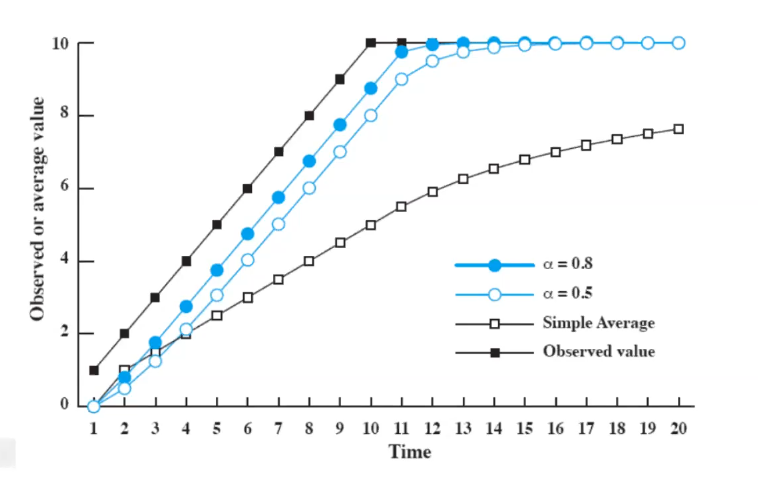 Observed or average value
10
8
6
4
2
0
α = 0.8
α = 0.5
Simple Average
Observed value
1 2 3 4 5 6 7 8 9 10 11 12 13 14 15 16 17 18 19 20
Time